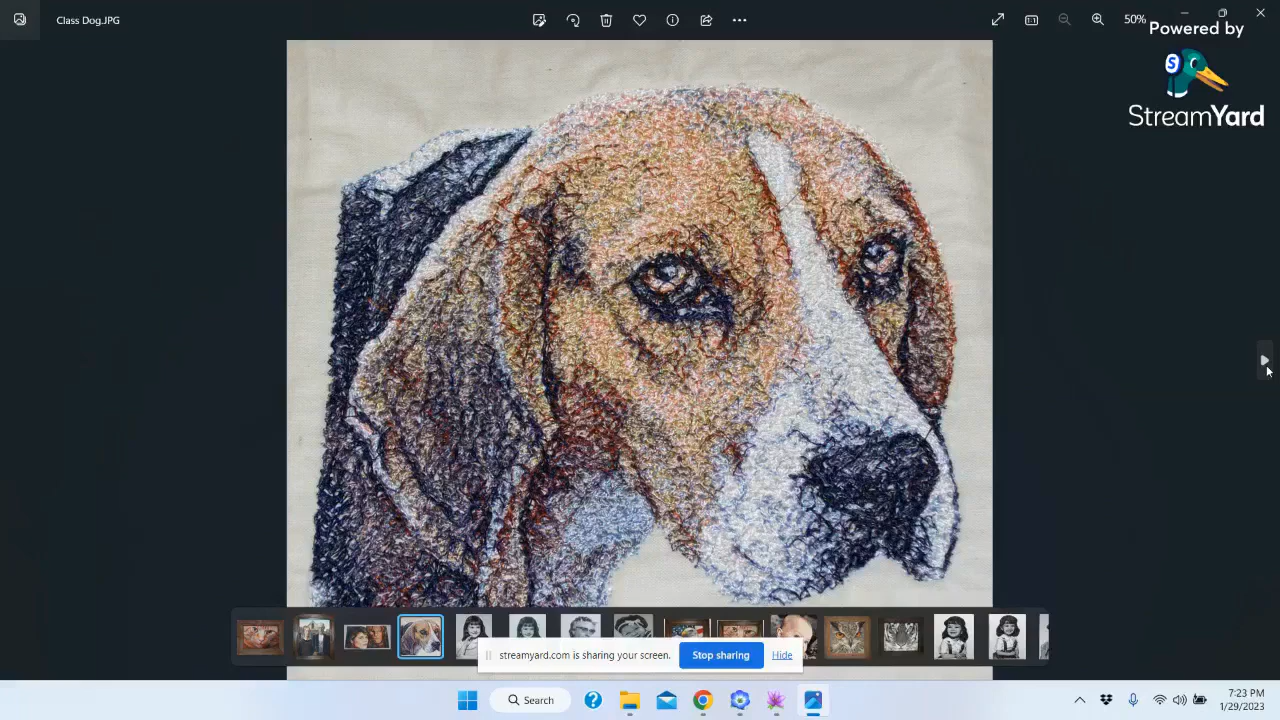 Class Dog.JPG
50%
Powered by
S
StreamYard
streamyard.com is sharing your screen.
Stop sharing
Hide
Search
7:23 PM
1/29/2023